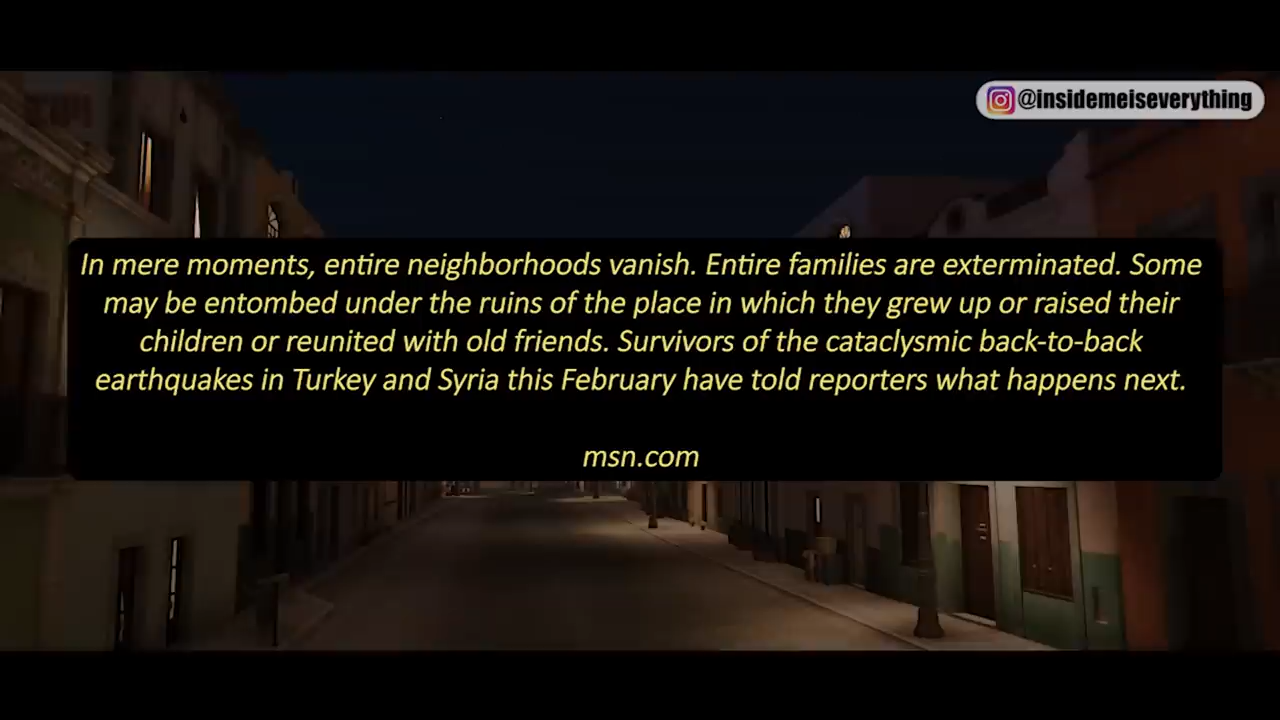 @insidemeiseverything
In mere moments, entire neighborhoods vanish. Entire families are exterminated. Some
may be entombed under the ruins of the place in which they grew up or raised their
children or reunited with old friends. Survivors of the cataclysmic back-to-back
earthquakes in Turkey and Syria this February have told reporters what happens next.
msn.com